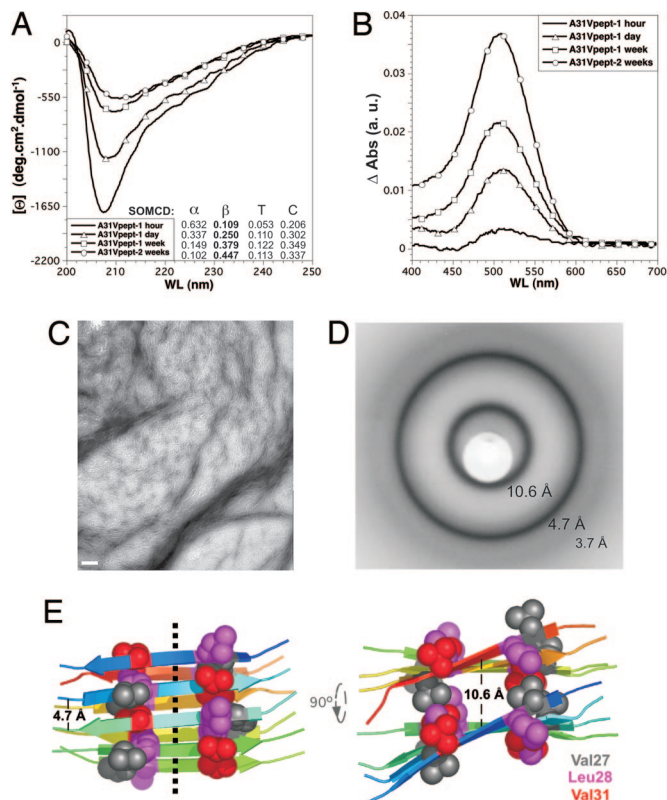 A
B
[Θ] (deg.cm².dmol⁻¹)
0
-550
-1100
-1650
-2200
SOMCD: α β T C
A31Vpept-1 hour 0.632 0.109 0.053 0.206
A31Vpept-1 day 0.337 0.250 0.110 0.302
A31Vpept-1 week 0.149 0.379 0.122 0.349
A31Vpept-2 weeks 0.102 0.447 0.113 0.337
200 210 220 230 240 250
WL (nm)
Δ Abs (a. u.)
0.04
0.03
0.02
0.01
0
A31Vpept-1 hour
A31Vpept-1 day
A31Vpept-1 week
A31Vpept-2 weeks
400 450 500 550 600 650 700
WL (nm)
C
D
10.6 Å
4.7 Å
3.7 Å
E
4.7 Å
90º
10.6 Å
Val27
Leu28
Val31